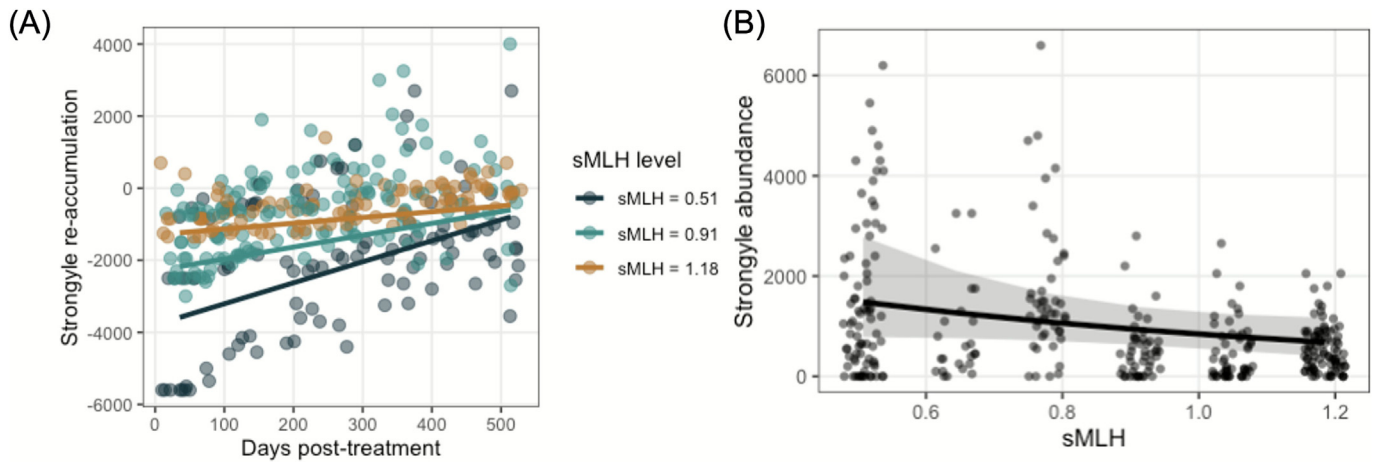 (A)
Strongyle re-accumulation
4000
2000
0
-2000
-4000
-6000
0 100 200 300 400 500
Days post-treatment
sMLH level
sMLH = 0.51
sMLH = 0.91
sMLH = 1.18
(B)
Strongyle abundance
6000
4000
2000
0
0.6 0.8 1.0 1.2
sMLH